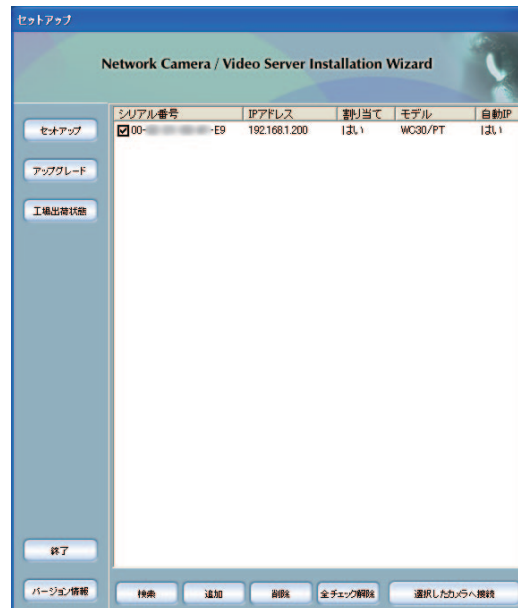 セットアップ
Network Camera / Video Server Installation Wizard
シリアル番号 IPアドレス 割り当て モデル 自動IP
00- -E9 192.168.1.200 はい WC30/PT はい
セットアップ
アップグレード
工場出荷状態
終了
バージョン情報
検索 追加 削除 全チェック解除 選択したカメラへ接続